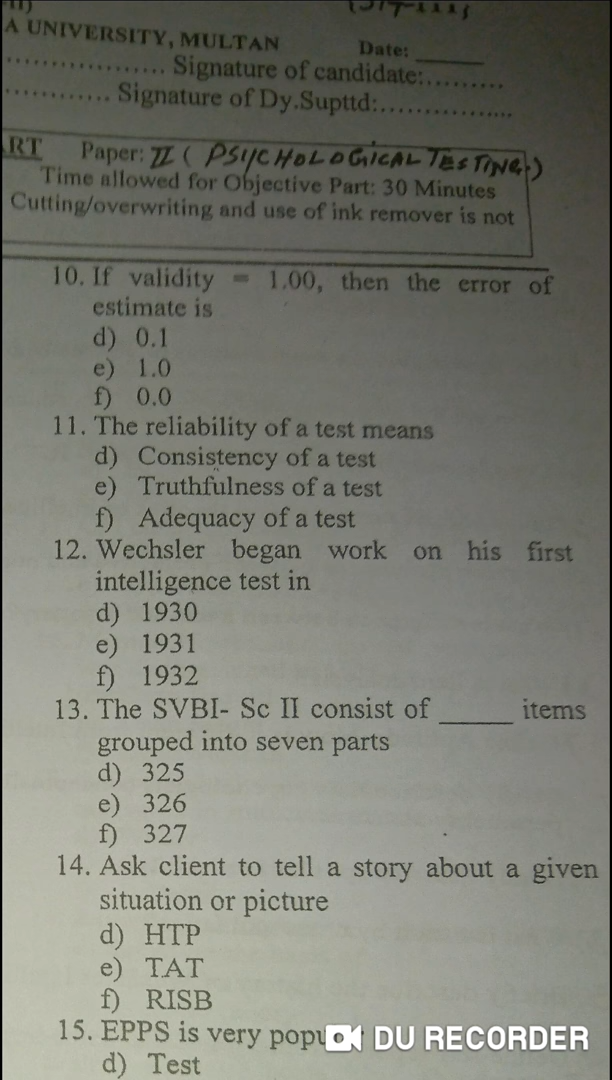 A UNIVERSITY, MULTAN
Date: ______
.................. Signature of candidate:.........
............ Signature of Dy.Supttd:...............
RT Paper: II ( PSYCHOLOGICAL TESTING.)
Time allowed for Objective Part: 30 Minutes
Cutting/overwriting and use of ink remover is not
10. If validity = 1.00, then the error of
estimate is
d) 0.1
e) 1.0
f) 0.0
11. The reliability of a test means
d) Consistency of a test
e) Truthfulness of a test
f) Adequacy of a test
12. Wechsler began work on his first
intelligence test in
d) 1930
e) 1931
f) 1932
13. The SVBI- Sc II consist of ______ items
grouped into seven parts
d) 325
e) 326
f) 327
14. Ask client to tell a story about a given
situation or picture
d) HTP
e) TAT
f) RISB
15. EPPS is very popu
DU RECORDER
d) Test